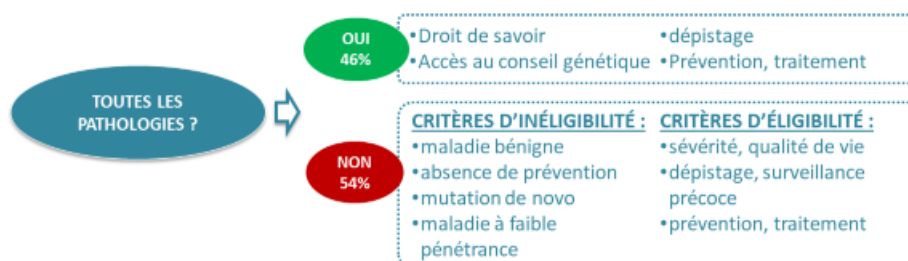 TOUTES LES
PATHOLOGIES ?
OUI
46%
•Droit de savoir
•Accès au conseil génétique
•dépistage
•Prévention, traitement
NON
54%
CRITÈRES D'INÉLIGIBILITÉ :
•maladie bénigne
•absence de prévention
•mutation de novo
•maladie à faible
pénétrance
CRITÈRES D'ÉLIGIBILITÉ :
•sévérité, qualité de vie
•dépistage, surveillance
précoce
•prévention, traitement